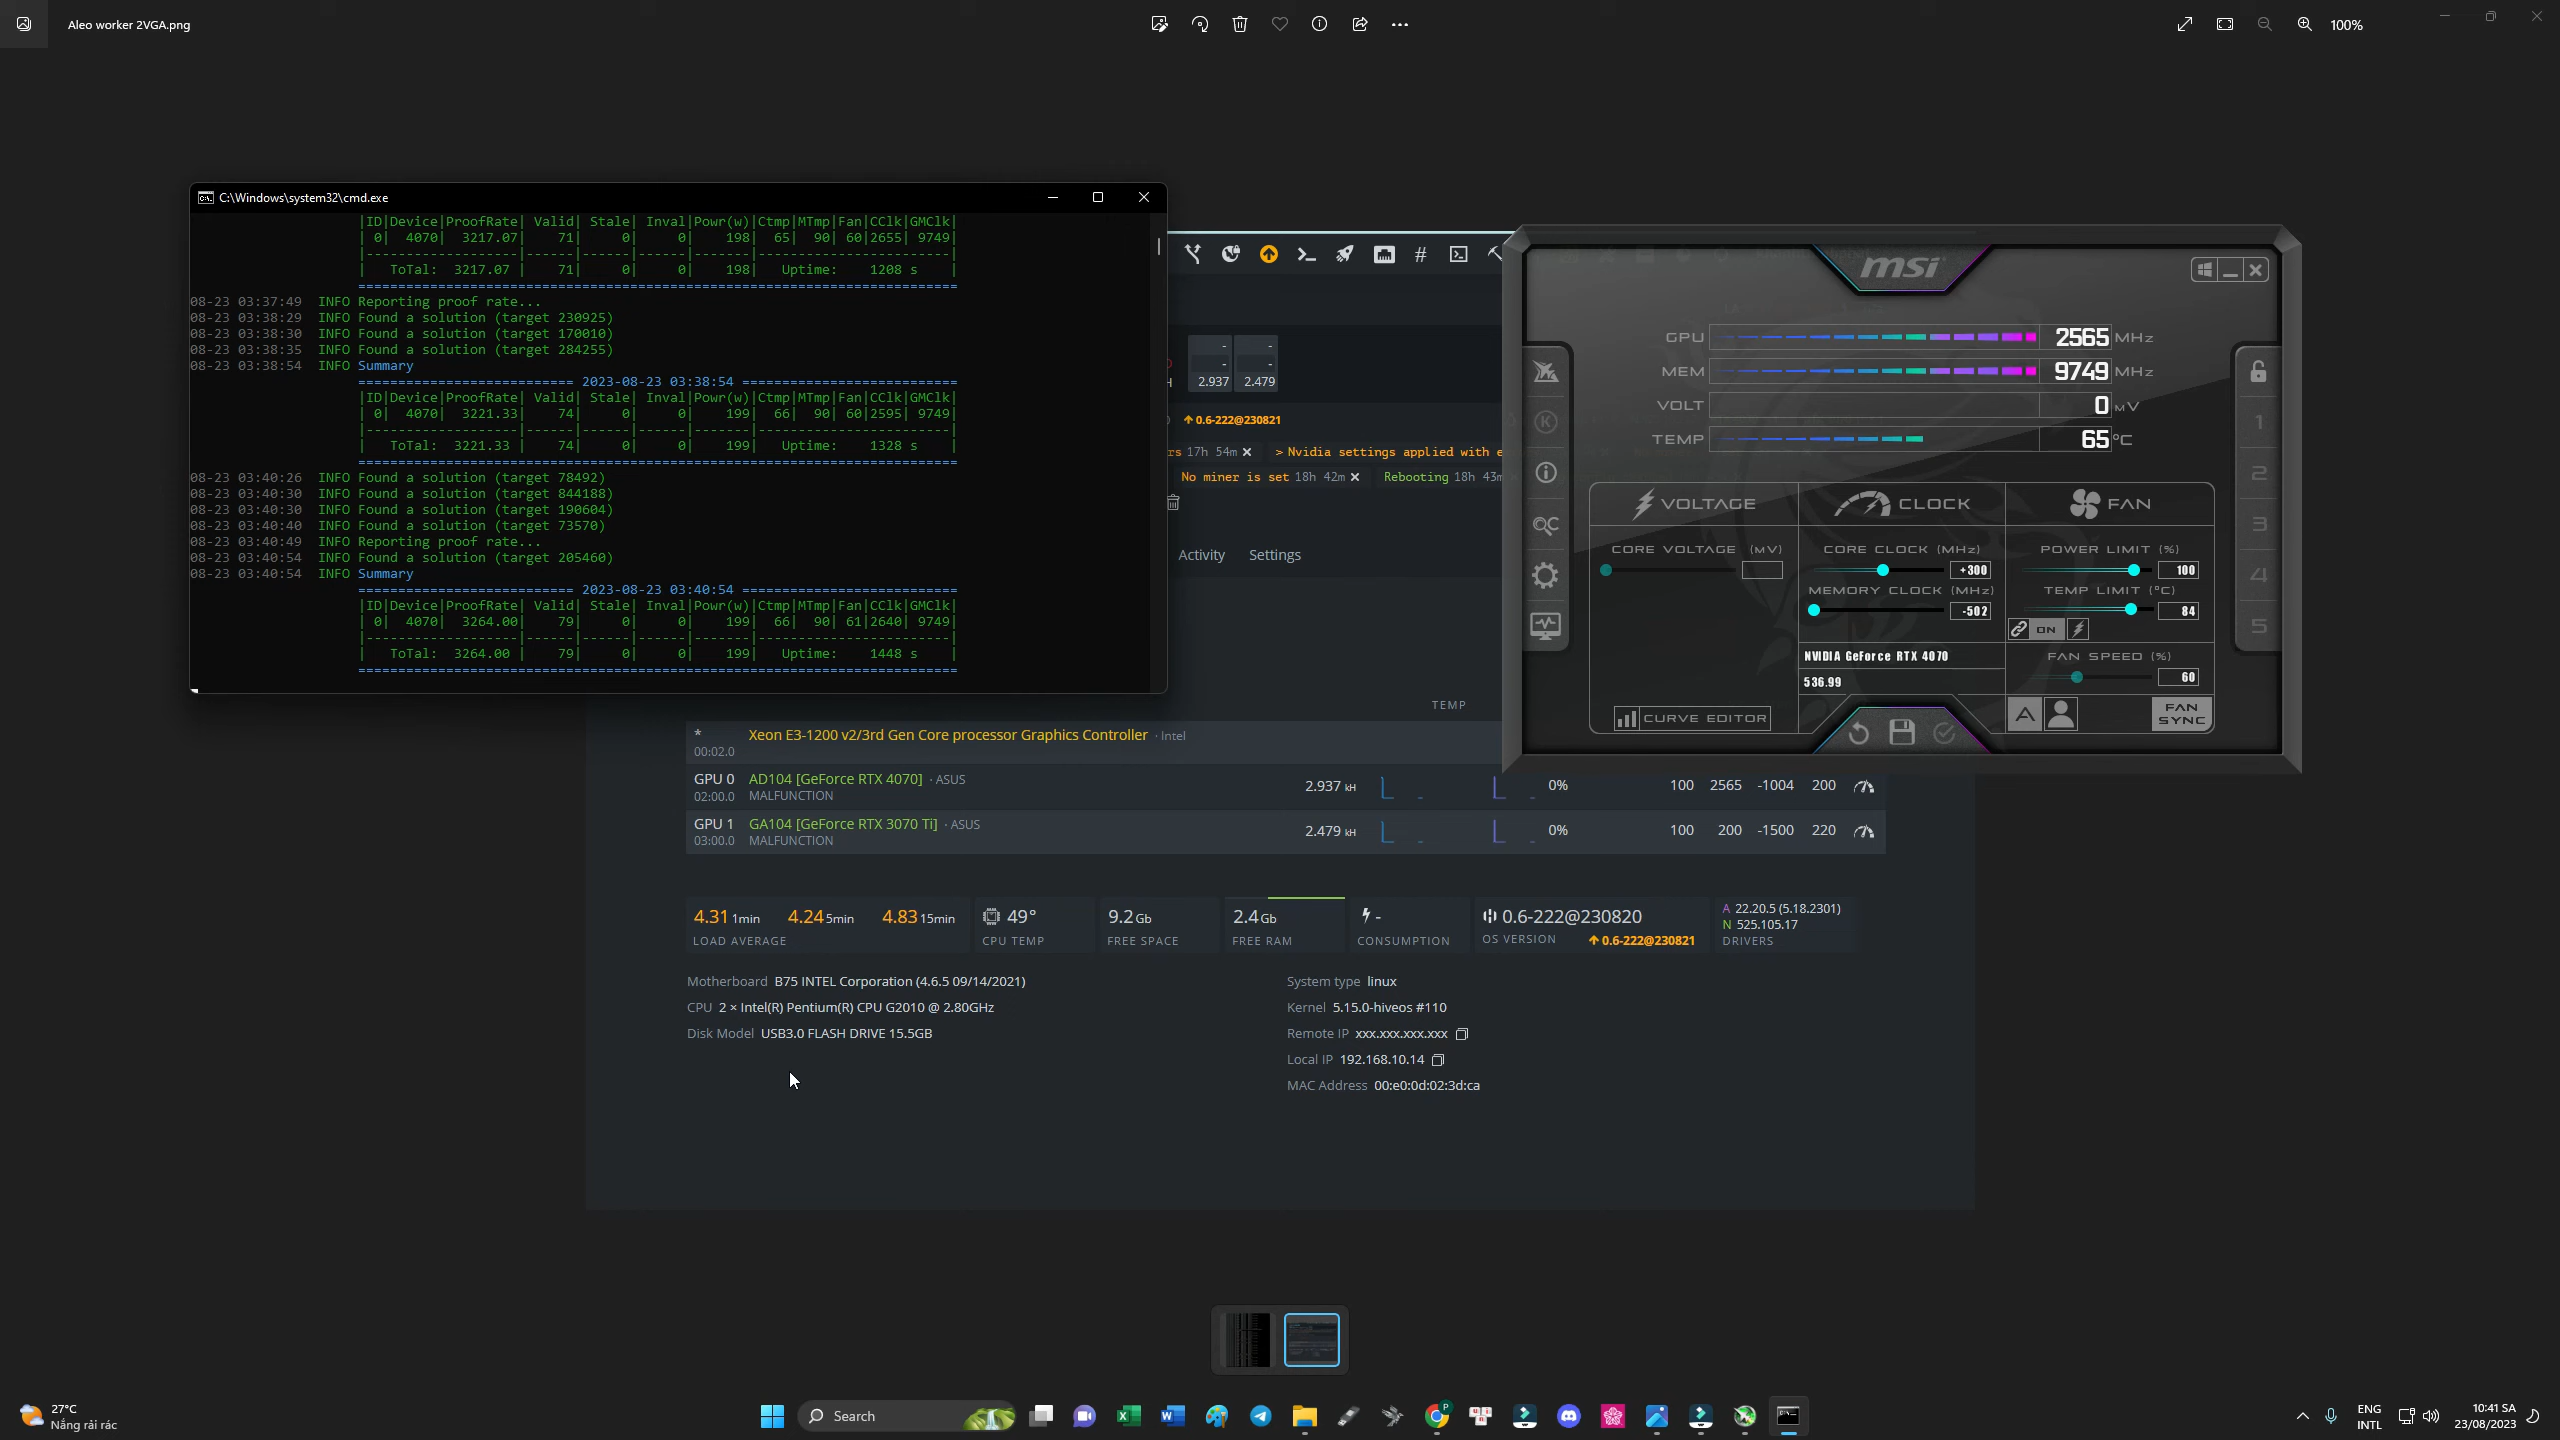 Aleo worker 2VGA.png
100%
C:\Windows\system32\cmd.exe
|ID|Device|ProofRate| Valid| Stale| Inval|Powr(w)|Ctmp|MTmp|Fan|CClk|GMClk|
| 0| 4070| 3217.07| 71| 0| 0| 198| 65| 90| 60|2655| 9749|
| ToTal: 3217.07 | 71| 0| 0| 198| Uptime: 1208 s |
08-23 03:37:49 INFO Reporting proof rate...
08-23 03:38:29 INFO Found a solution (target 230925)
08-23 03:38:30 INFO Found a solution (target 170010)
08-23 03:38:35 INFO Found a solution (target 284255)
08-23 03:38:54 INFO Summary
=========================== 2023-08-23 03:38:54 ===========================
|ID|Device|ProofRate| Valid| Stale| Inval|Powr(w)|Ctmp|MTmp|Fan|CClk|GMClk|
| 0| 4070| 3221.33| 74| 0| 0| 199| 66| 90| 60|2595| 9749|
| ToTal: 3221.33 | 74| 0| 0| 199| Uptime: 1328 s |
08-23 03:40:26 INFO Found a solution (target 78492)
08-23 03:40:30 INFO Found a solution (target 844188)
08-23 03:40:30 INFO Found a solution (target 190604)
08-23 03:40:40 INFO Found a solution (target 73570)
08-23 03:40:49 INFO Reporting proof rate...
08-23 03:40:54 INFO Found a solution (target 205460)
08-23 03:40:54 INFO Summary
=========================== 2023-08-23 03:40:54 ===========================
|ID|Device|ProofRate| Valid| Stale| Inval|Powr(w)|Ctmp|MTmp|Fan|CClk|GMClk|
| 0| 4070| 3264.00| 79| 0| 0| 199| 66| 90| 61|2640| 9749|
| ToTal: 3264.00 | 79| 0| 0| 199| Uptime: 1448 s |
2.937 2.479
0.6-222@230821
rs 17h 54m × > Nvidia settings applied with e
No miner is set 18h 42m × Rebooting 18h 43m
Activity Settings
msi
GPU 2565 MHz
MEM 9749 MHz
VOLT 0 MV
TEMP 65 °C
VOLTAGE CLOCK FAN
CORE VOLTAGE (MV) CORE CLOCK (MHz) POWER LIMIT (%)
+300 100
MEMORY CLOCK (MHz) TEMP LIMIT (°C)
-502 84
ON
NVIDIA GeForce RTX 4070 FAN SPEED (%)
536.99 60
CURVE EDITOR A FAN SYNC
1
2
3
4
5
TEMP
* Xeon E3-1200 v2/3rd Gen Core processor Graphics Controller · Intel
00:02.0
GPU 0 AD104 [GeForce RTX 4070] · ASUS 2.937 kH 0% 100 2565 -1004 200
02:00.0 MALFUNCTION
GPU 1 GA104 [GeForce RTX 3070 Ti] · ASUS 2.479 kH 0% 100 200 -1500 220
03:00.0 MALFUNCTION
4.31 1min 4.24 5min 4.83 15min 49° 9.2 Gb 2.4 Gb - 0.6-222@230820 A 22.20.5 (5.18.2301)
N 525.105.17
LOAD AVERAGE CPU TEMP FREE SPACE FREE RAM CONSUMPTION OS VERSION 0.6-222@230821 DRIVERS
Motherboard B75 INTEL Corporation (4.6.5 09/14/2021) System type linux
CPU 2 × Intel(R) Pentium(R) CPU G2010 @ 2.80GHz Kernel 5.15.0-hiveos #110
Disk Model USB3.0 FLASH DRIVE 15.5GB Remote IP xxx.xxx.xxx.xxx
Local IP 192.168.10.14
MAC Address 00:e0:0d:02:3d:ca
27°C
Nắng rải rác
Search
ENG
INTL
10:41 SA
23/08/2023